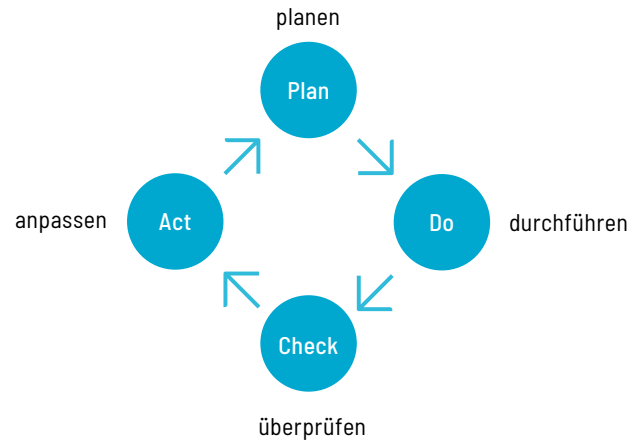 planen
Plan
anpassen
Act
Do
durchführen
Check
überprüfen